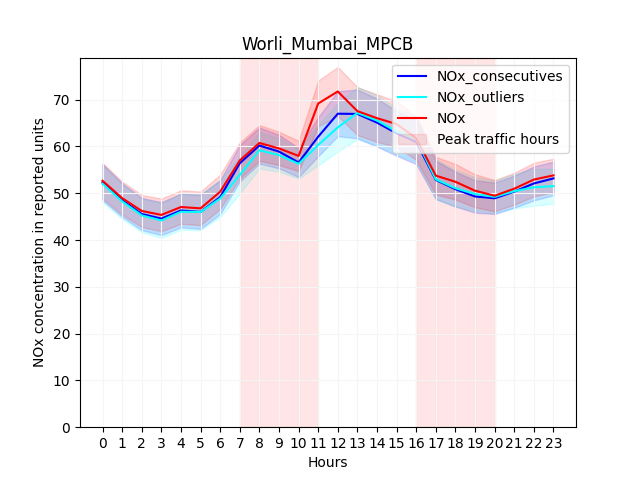 Worli_Mumbai_MPCB
NOx_consecutives
NOx_outliers
NOx
Peak traffic hours
NOx concentration in reported units
70
60
50
40
30
20
10
0
0 1 2 3 4 5 6 7 8 9 10 11 12 13 14 15 16 17 18 19 20 21 22 23
Hours